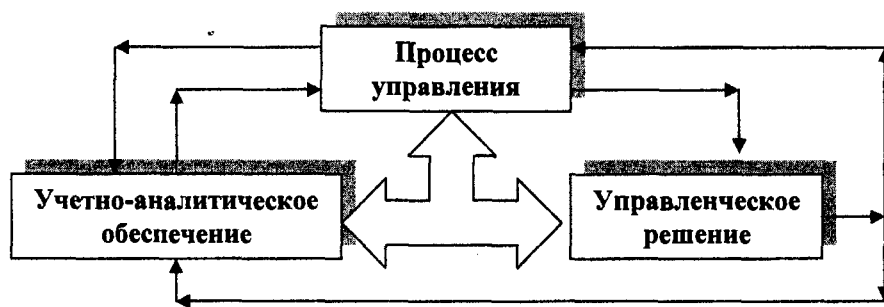 Процесс
управления
Учетно-аналитическое
обеспечение
Управленческое
решение